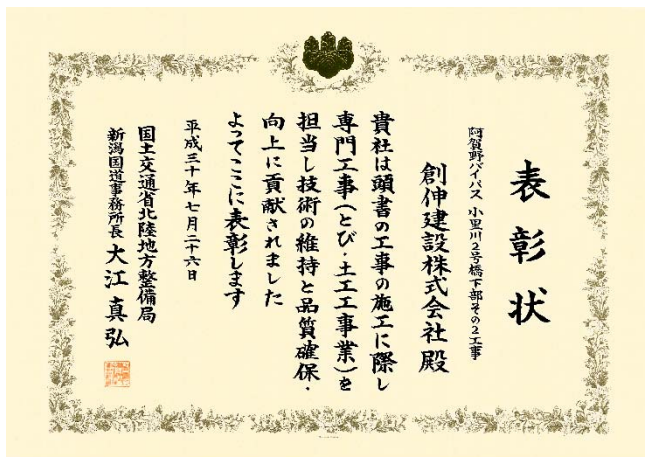 表彰状
阿賀野バイパス 小里川2号橋下部その2工事
創伸建設株式会社 殿
貴社は頭書の工事の施工に際し
専門工事(とび・土工工事業)を
担当し技術の維持と品質確保・
向上に貢献されました
よってここに表彰します
平成三十年七月二十六日
国土交通省北陸地方整備局
新潟国道事務所長 大江真弘